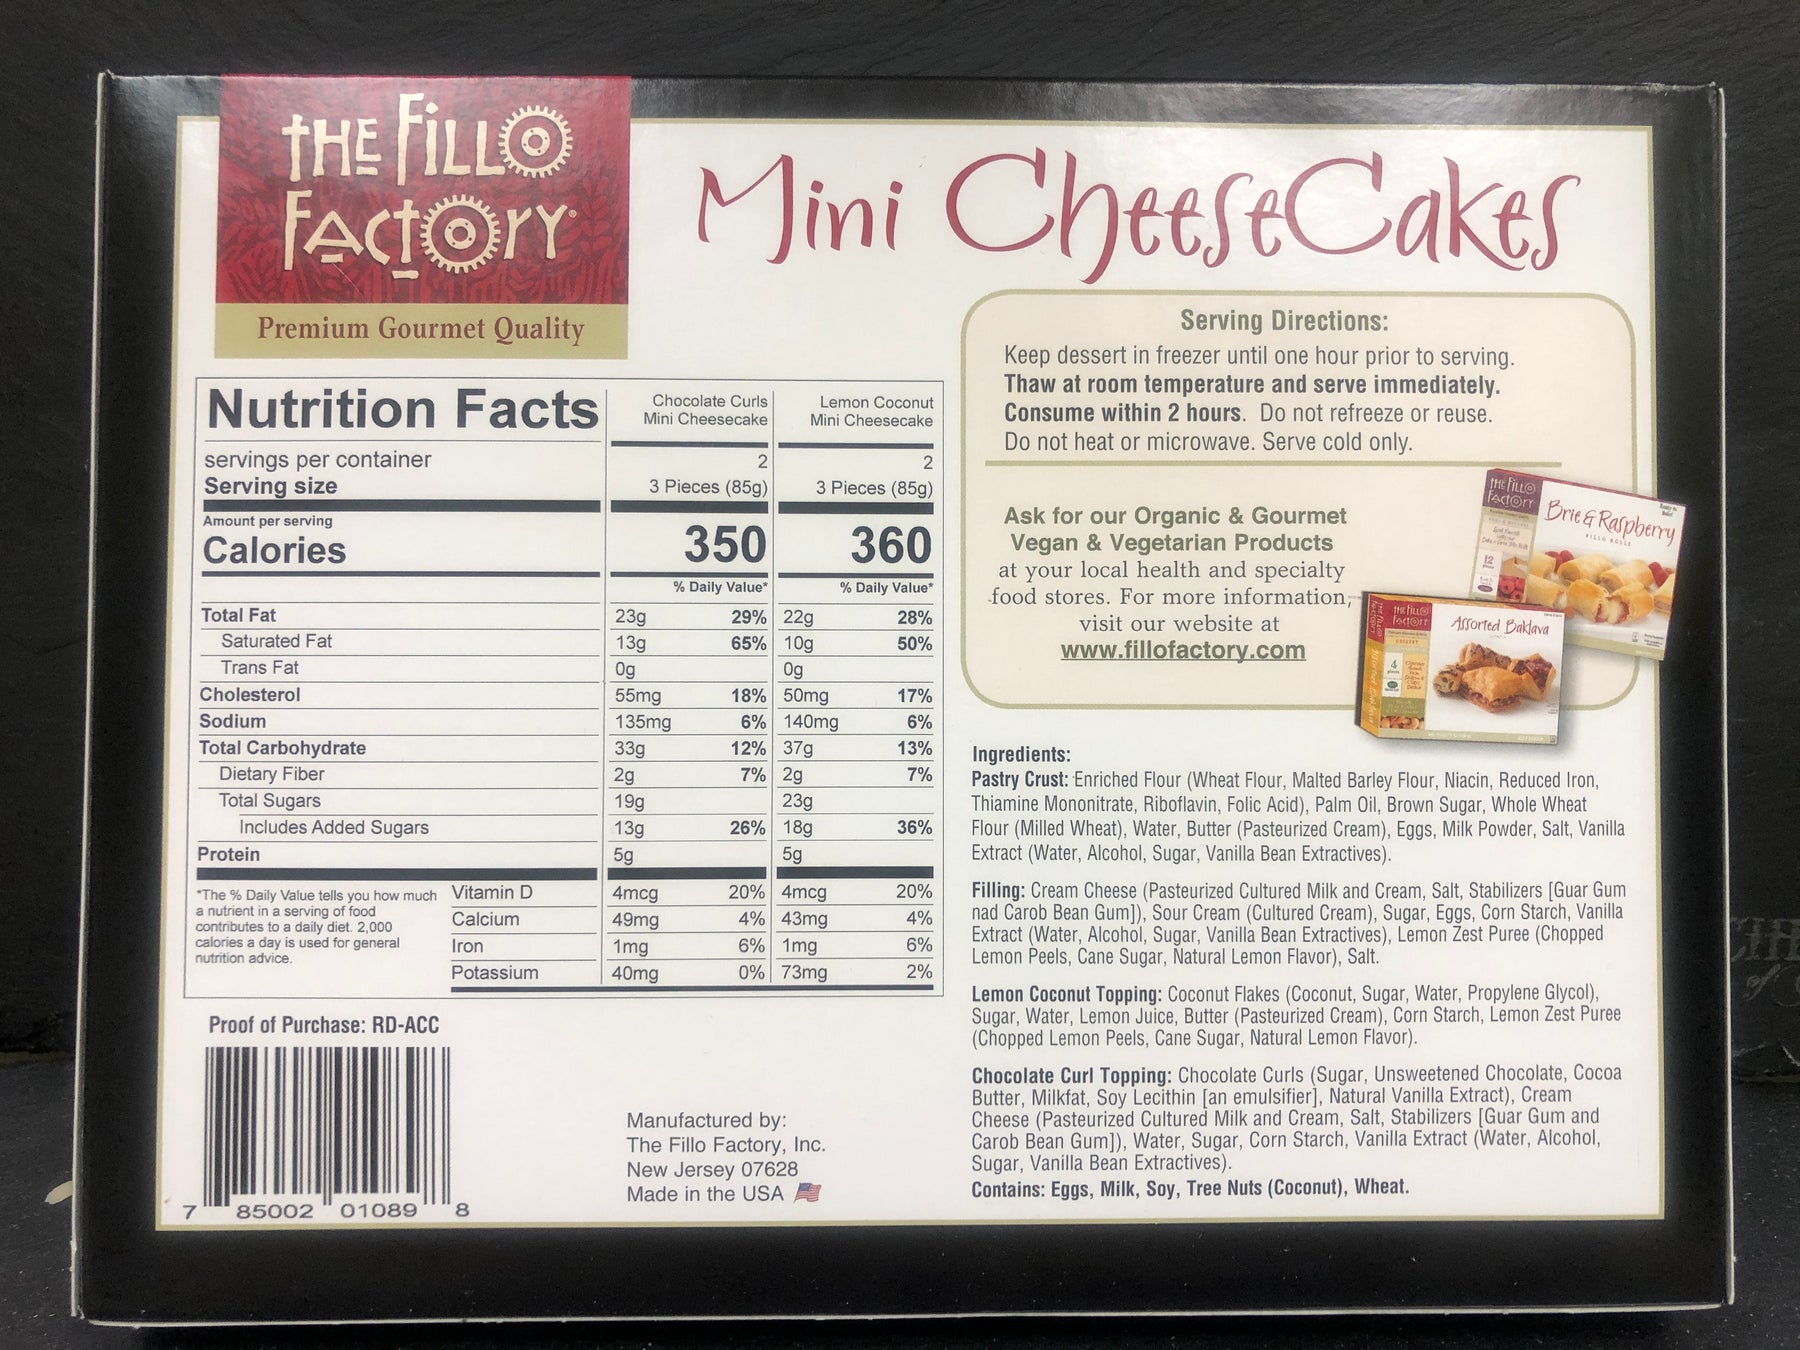 THE FILLO
FACTORY®
Premium Gourmet Quality
Mini CheeseCakes
Nutrition Facts
Chocolate Curls
Mini Cheesecake
Lemon Coconut
Mini Cheesecake
servings per container 2 2
Serving size 3 Pieces (85g) 3 Pieces (85g)
Amount per serving
Calories 350 360
% Daily Value* % Daily Value*
Total Fat 23g 29% 22g 28%
Saturated Fat 13g 65% 10g 50%
Trans Fat 0g 0g
Cholesterol 55mg 18% 50mg 17%
Sodium 135mg 6% 140mg 6%
Total Carbohydrate 33g 12% 37g 13%
Dietary Fiber 2g 7% 2g 7%
Total Sugars 19g 23g
Includes Added Sugars 13g 26% 18g 36%
Protein 5g 5g
Vitamin D 4mcg 20% 4mcg 20%
Calcium 49mg 4% 43mg 4%
Iron 1mg 6% 1mg 6%
Potassium 40mg 0% 73mg 2%
*The % Daily Value tells you how much
a nutrient in a serving of food
contributes to a daily diet. 2,000
calories a day is used for general
nutrition advice.
Proof of Purchase: RD-ACC
7 85002 01089 8
Manufactured by:
The Fillo Factory, Inc.
New Jersey 07628
Made in the USA
Serving Directions:
Keep dessert in freezer until one hour prior to serving.
Thaw at room temperature and serve immediately.
Consume within 2 hours. Do not refreeze or reuse.
Do not heat or microwave. Serve cold only.
Ask for our Organic & Gourmet
Vegan & Vegetarian Products
at your local health and specialty
food stores. For more information,
visit our website at
www.fillofactory.com
THE FILLO
FACTORY
Brie & Raspberry
FILLO ROLLS
12
THE FILLO
FACTORY
Assorted Baklava
4
Ingredients:
Pastry Crust: Enriched Flour (Wheat Flour, Malted Barley Flour, Niacin, Reduced Iron,
Thiamine Mononitrate, Riboflavin, Folic Acid), Palm Oil, Brown Sugar, Whole Wheat
Flour (Milled Wheat), Water, Butter (Pasteurized Cream), Eggs, Milk Powder, Salt, Vanilla
Extract (Water, Alcohol, Sugar, Vanilla Bean Extractives).
Filling: Cream Cheese (Pasteurized Cultured Milk and Cream, Salt, Stabilizers [Guar Gum
nad Carob Bean Gum]), Sour Cream (Cultured Cream), Sugar, Eggs, Corn Starch, Vanilla
Extract (Water, Alcohol, Sugar, Vanilla Bean Extractives), Lemon Zest Puree (Chopped
Lemon Peels, Cane Sugar, Natural Lemon Flavor), Salt.
Lemon Coconut Topping: Coconut Flakes (Coconut, Sugar, Water, Propylene Glycol),
Sugar, Water, Lemon Juice, Butter (Pasteurized Cream), Corn Starch, Lemon Zest Puree
(Chopped Lemon Peels, Cane Sugar, Natural Lemon Flavor).
Chocolate Curl Topping: Chocolate Curls (Sugar, Unsweetened Chocolate, Cocoa
Butter, Milkfat, Soy Lecithin [an emulsifier], Natural Vanilla Extract), Cream
Cheese (Pasteurized Cultured Milk and Cream, Salt, Stabilizers [Guar Gum and
Carob Bean Gum]), Water, Sugar, Corn Starch, Vanilla Extract (Water, Alcohol,
Sugar, Vanilla Bean Extractives).
Contains: Eggs, Milk, Soy, Tree Nuts (Coconut), Wheat.